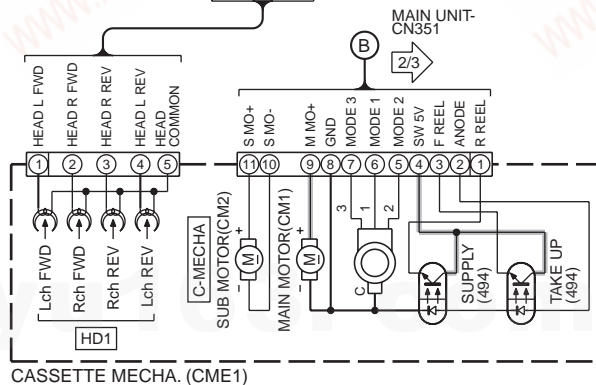 MAIN UNIT-
CN351
B
2/3
HEAD L FWD
HEAD R FWD
HEAD R REV
HEAD L REV
HEAD
COMMON
S MO+
S MO-
M MO+
GND
MODE 3
MODE 1
MODE 2
SW 5V
F REEL
ANODE
R REEL
1 2 3 4 5
11 10 9 8 7 6 5 4 3 2 1
Lch FWD
Rch FWD
Rch REV
Lch REV
HD1
C-MECHA
SUB MOTOR(CM2)
+
M
-
MAIN MOTOR(CM1)
+
M
-
3
1
2
C
SUPPLY
(494)
TAKE UP
(494)
CASSETTE MECHA. (CME1)